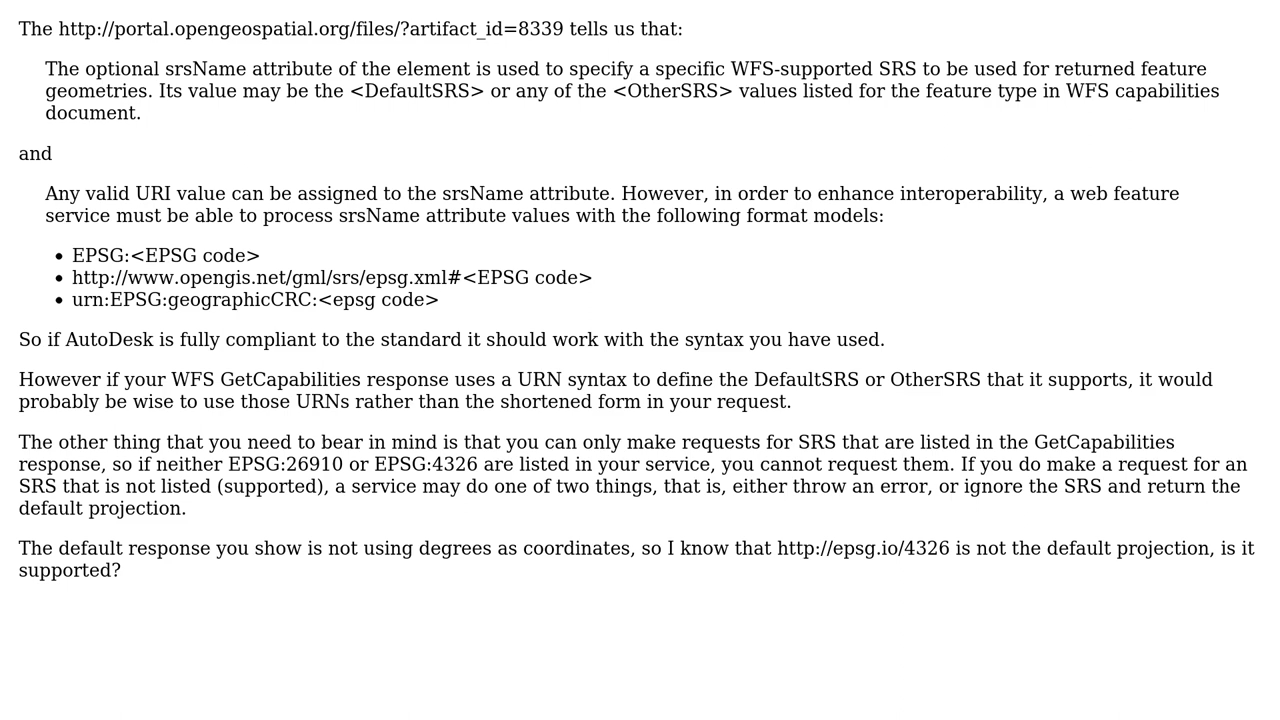 The http://portal.opengeospatial.org/files/?artifact_id=8339 tells us that:
The optional srsName attribute of the element is used to specify a specific WFS-supported SRS to be used for returned feature
geometries. Its value may be the <DefaultSRS> or any of the <OtherSRS> values listed for the feature type in WFS capabilities
document.
and
Any valid URI value can be assigned to the srsName attribute. However, in order to enhance interoperability, a web feature
service must be able to process srsName attribute values with the following format models:
• EPSG:<EPSG code>
• http://www.opengis.net/gml/srs/epsg.xml#<EPSG code>
• urn:EPSG:geographicCRC:<epsg code>
So if AutoDesk is fully compliant to the standard it should work with the syntax you have used.
However if your WFS GetCapabilities response uses a URN syntax to define the DefaultSRS or OtherSRS that it supports, it would
probably be wise to use those URNs rather than the shortened form in your request.
The other thing that you need to bear in mind is that you can only make requests for SRS that are listed in the GetCapabilities
response, so if neither EPSG:26910 or EPSG:4326 are listed in your service, you cannot request them. If you do make a request for an
SRS that is not listed (supported), a service may do one of two things, that is, either throw an error, or ignore the SRS and return the
default projection.
The default response you show is not using degrees as coordinates, so I know that http://epsg.io/4326 is not the default projection, is it
supported?